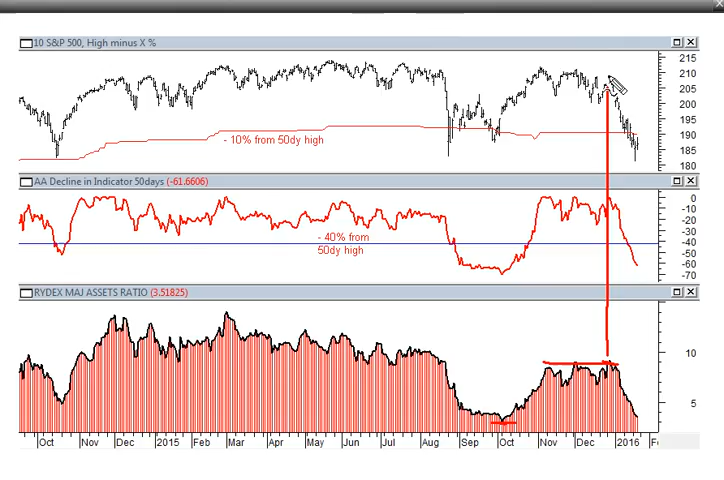 10 S&P 500, High minus X %
215
210
205
200
195
190
185
180
- 10% from 50dy high
AA Decline in Indicator 50days (-61.6606)
0
-10
-20
-30
-40
-50
-60
-70
- 40% from
50dy high
RYDEX MAJ ASSETS RATIO (3.51825)
10
5
Oct Nov Dec 2015 Feb Mar Apr May Jun Jul Aug Sep Oct Nov Dec 2016 Fe